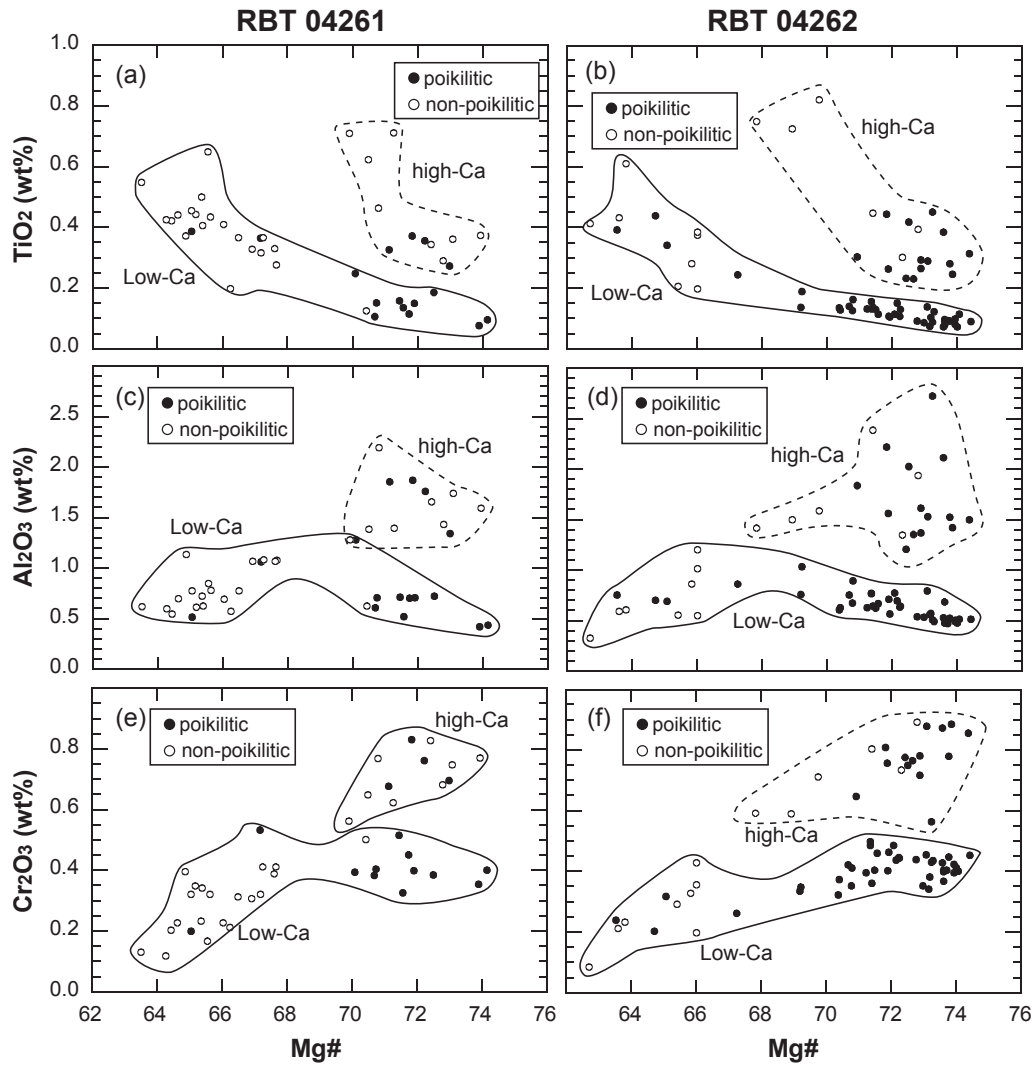 RBT 04261
RBT 04262
TiO2 (wt%)
1.0
0.8
0.6
0.4
0.2
0.0
(a)
poikilitic
non-poikilitic
high-Ca
Low-Ca
(b)
poikilitic
non-poikilitic
high-Ca
Low-Ca
Al2O3 (wt%)
2.5
2.0
1.5
1.0
0.5
0.0
(c)
poikilitic
non-poikilitic
high-Ca
Low-Ca
(d)
poikilitic
non-poikilitic
high-Ca
Low-Ca
Cr2O3 (wt%)
0.8
0.6
0.4
0.2
0.0
(e)
poikilitic
non-poikilitic
high-Ca
Low-Ca
(f)
poikilitic
non-poikilitic
high-Ca
Low-Ca
62 64 66 68 70 72 74 76
64 66 68 70 72 74 76
Mg#
Mg#